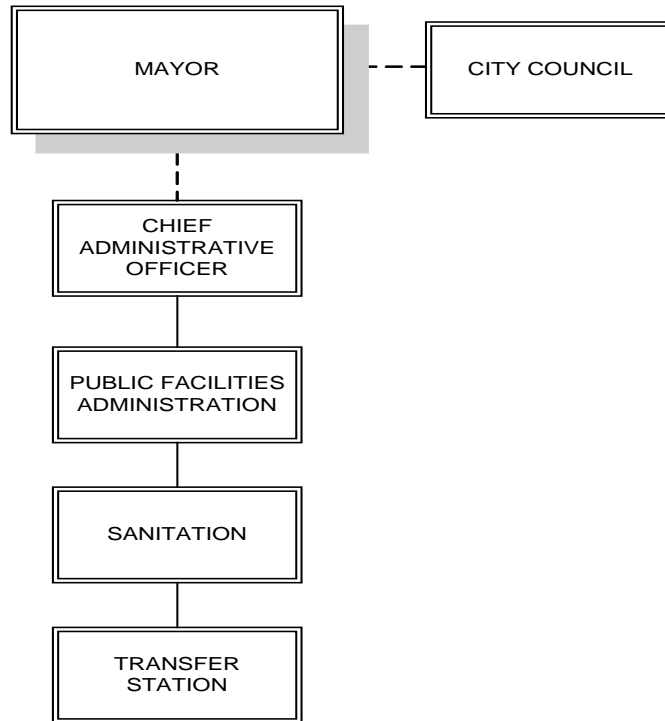 MAYOR
CITY COUNCIL
CHIEF
ADMINISTRATIVE
OFFICER
PUBLIC FACILITIES
ADMINISTRATION
SANITATION
TRANSFER
STATION